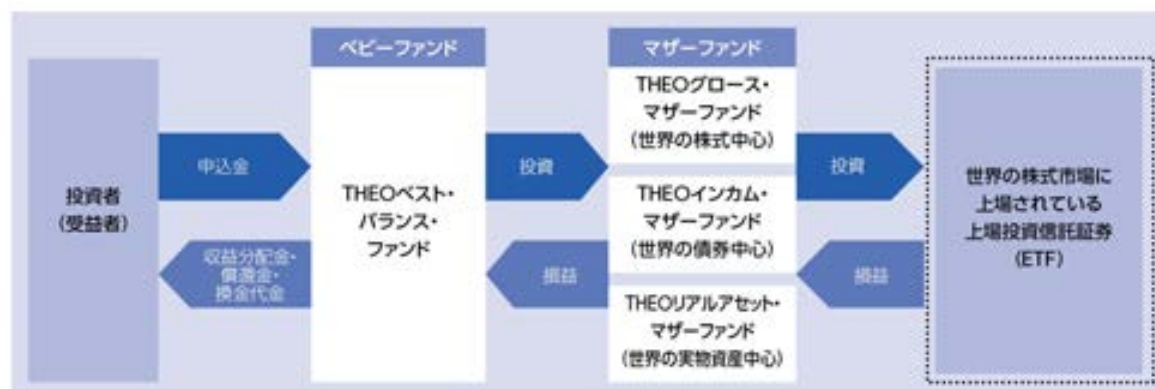 ベビーファンド
マザーファンド
投資者
(受益者)
申込金
収益分配金・
償還金・
換金代金
THEOベスト・
バランス・
ファンド
投資
損益
THEOグロース・
マザーファンド
(世界の株式中心)
THEOインカム・
マザーファンド
(世界の債券中心)
THEOリアルアセット・
マザーファンド
(世界の実物資産中心)
投資
損益
世界の株式市場に
上場されている
上場投資信託証券
(ETF)